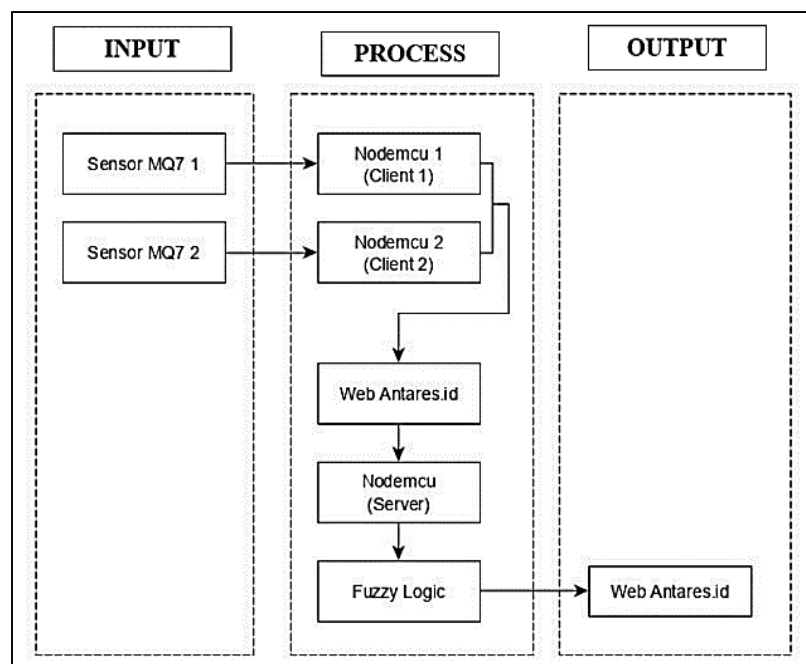 INPUT
PROCESS
OUTPUT
Sensor MQ7 1
Nodemcu 1
(Client 1)
Sensor MQ7 2
Nodemcu 2
(Client 2)
Web Antares.id
Nodemcu
(Server)
Fuzzy Logic
Web Antares.id